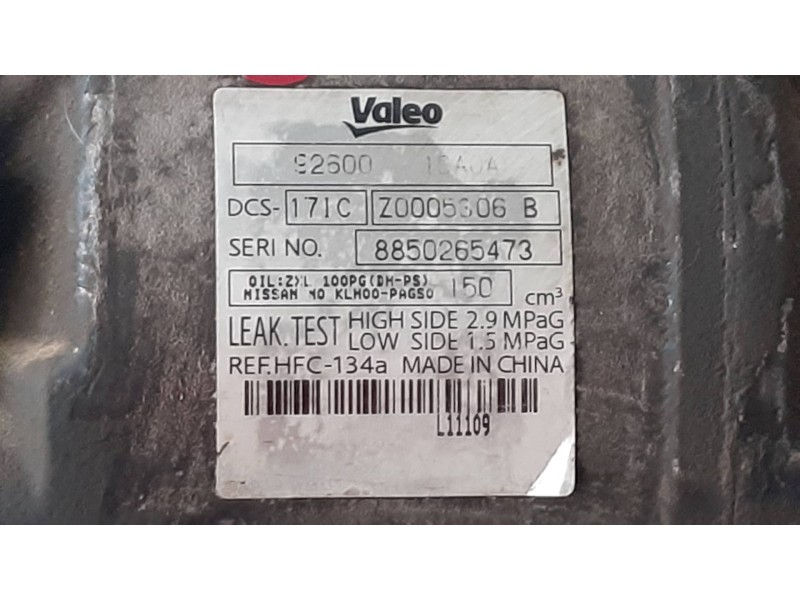 Valeo
92600
DCS- 17IC Z0005306 B
SERI NO. 8850265473
OIL:ZXL 100PG(DH-PS)
NISSAN NO KLH00-PAGS0 150 cm³
LEAK.TEST HIGH SIDE 2.9 MPaG
LOW SIDE 1.5 MPaG
REF.HFC-134a MADE IN CHINA
L11109